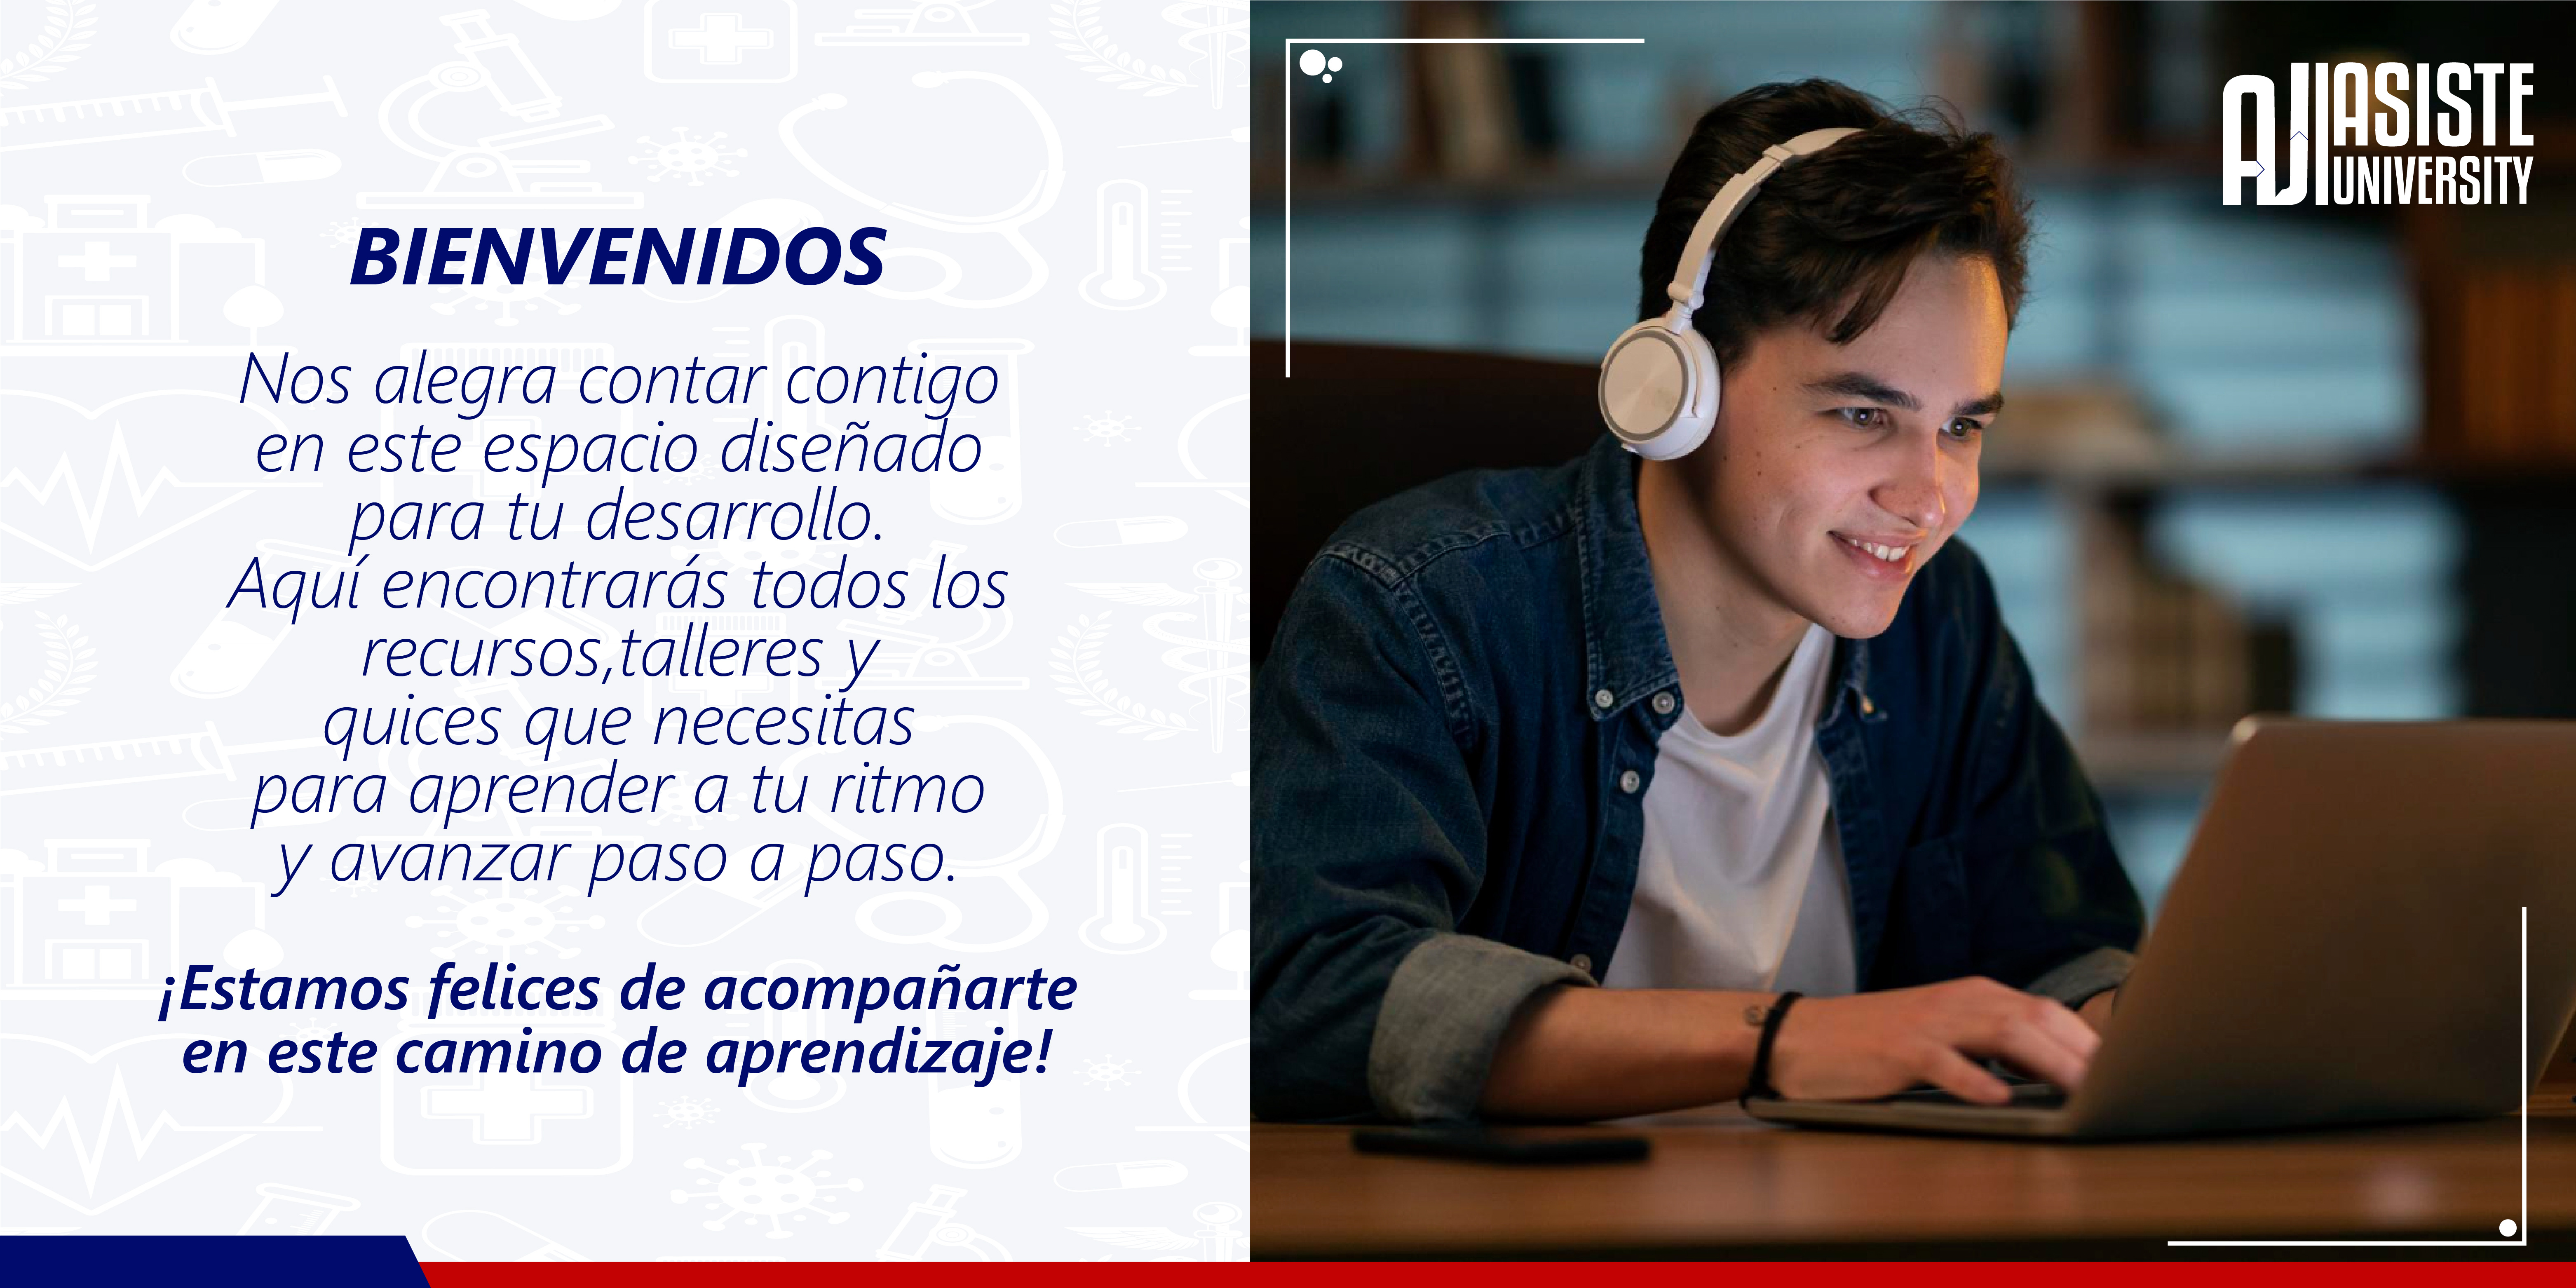 BIENVENIDOS
Nos alegra contar contigo
en este espacio diseñado
para tu desarrollo.
Aquí encontrarás todos los
recursos,talleres y
quices que necesitas
para aprender a tu ritmo
y avanzar paso a paso.
¡Estamos felices de acompañarte
en este camino de aprendizaje!
AU ASISTE
UNIVERSITY